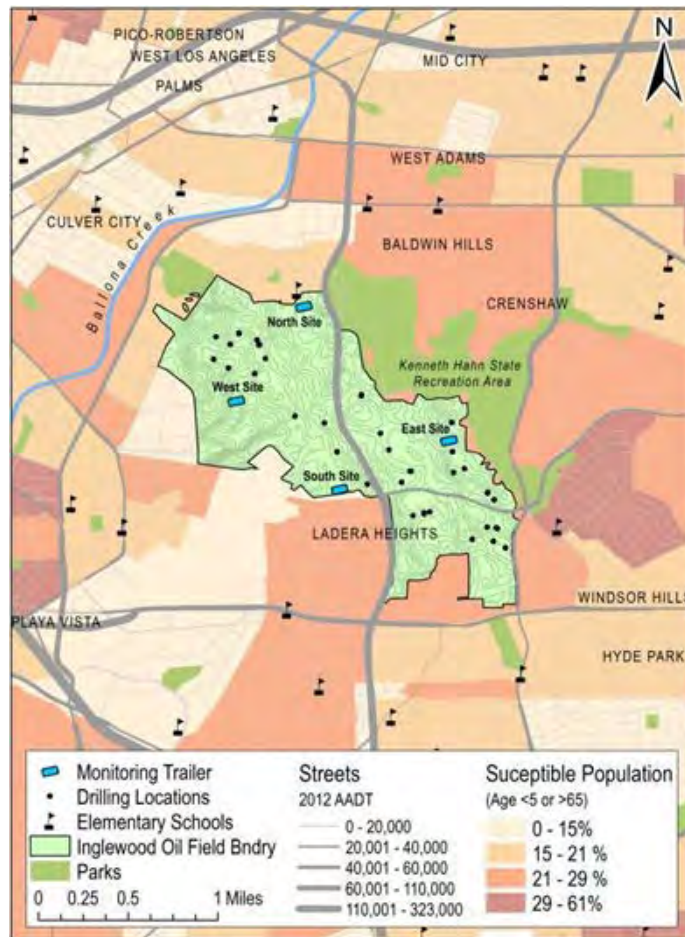 N
PICO-ROBERTSON
WEST LOS ANGELES
MID CITY
PALMS
WEST ADAMS
CULVER CITY
Ballona Creek
BALDWIN HILLS
CRENSHAW
North Site
Kenneth Hahn State
Recreation Area
West Site
East Site
South Site
LADERA HEIGHTS
WINDSOR HILLS
PLAYA VISTA
HYDE PARK
Monitoring Trailer
Drilling Locations
Elementary Schools
Inglewood Oil Field Bndry
Parks
0 0.25 0.5 1 Miles
Streets
2012 AADT
0 - 20,000
20,001 - 40,000
40,001 - 60,000
60,001 - 110,000
110,001 - 323,000
Suceptible Population
(Age <5 or >65)
0 - 15%
15 - 21 %
21 - 29 %
29 - 61%